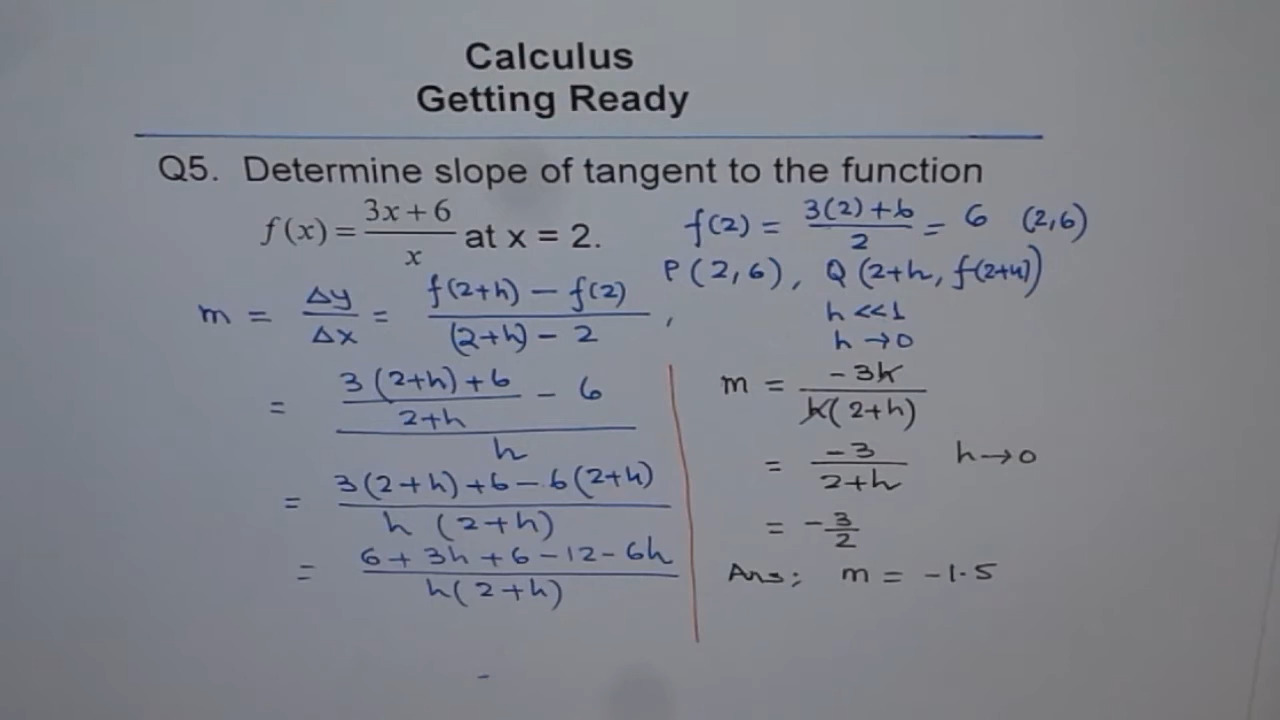 Calculus
Getting Ready
Q5. Determine slope of tangent to the function
f(x) = (3x+6)/x at x = 2.
f(2) = (3(2)+6)/2 = 6 (2,6)
P(2,6), Q(2+h, f(2+h))
h <<1
h →0
m = Δy/Δx = (f(2+h) − f(2))/((2+h) − 2) ,
= ((3(2+h)+6)/(2+h) − 6)/h
= (3(2+h)+6−6(2+h))/(h(2+h))
= (6+3h+6−12−6h)/(h(2+h))
m = −3h/(h(2+h))
= −3/(2+h) h→0
= −3/2
Ans; m = −1.5